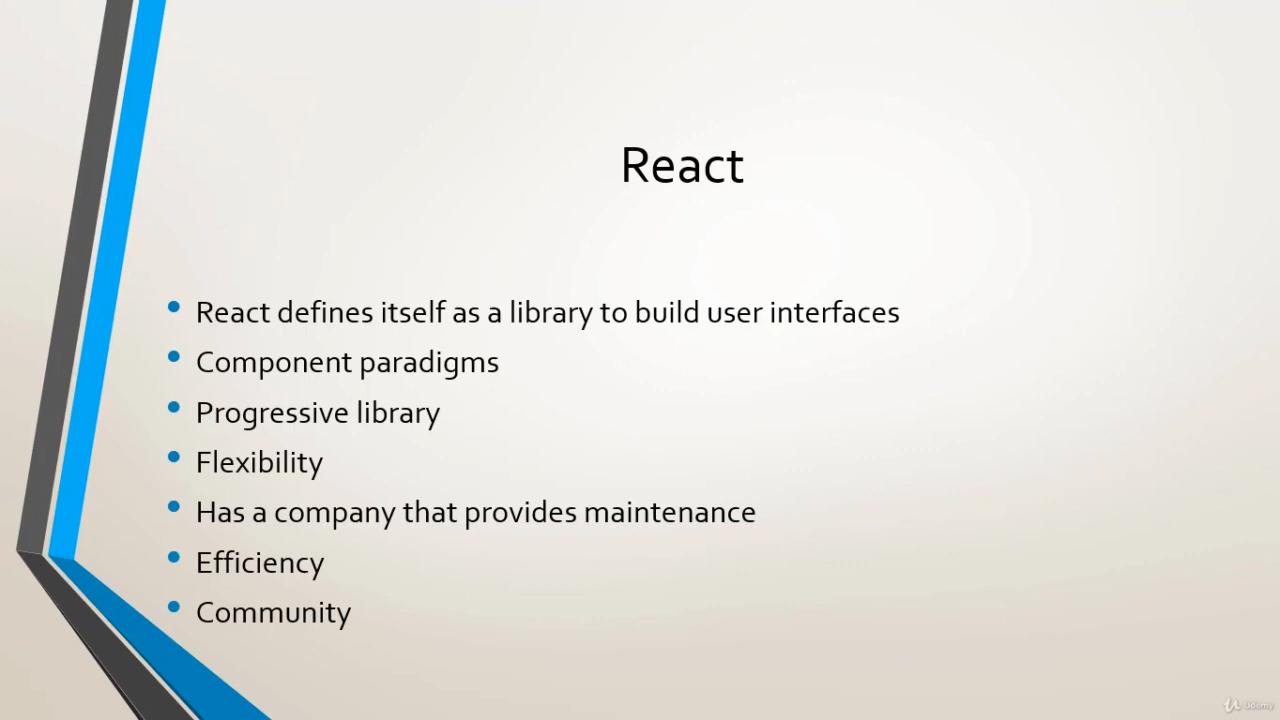 React
• React defines itself as a library to build user interfaces
• Component paradigms
• Progressive library
• Flexibility
• Has a company that provides maintenance
• Efficiency
• Community
Udemy